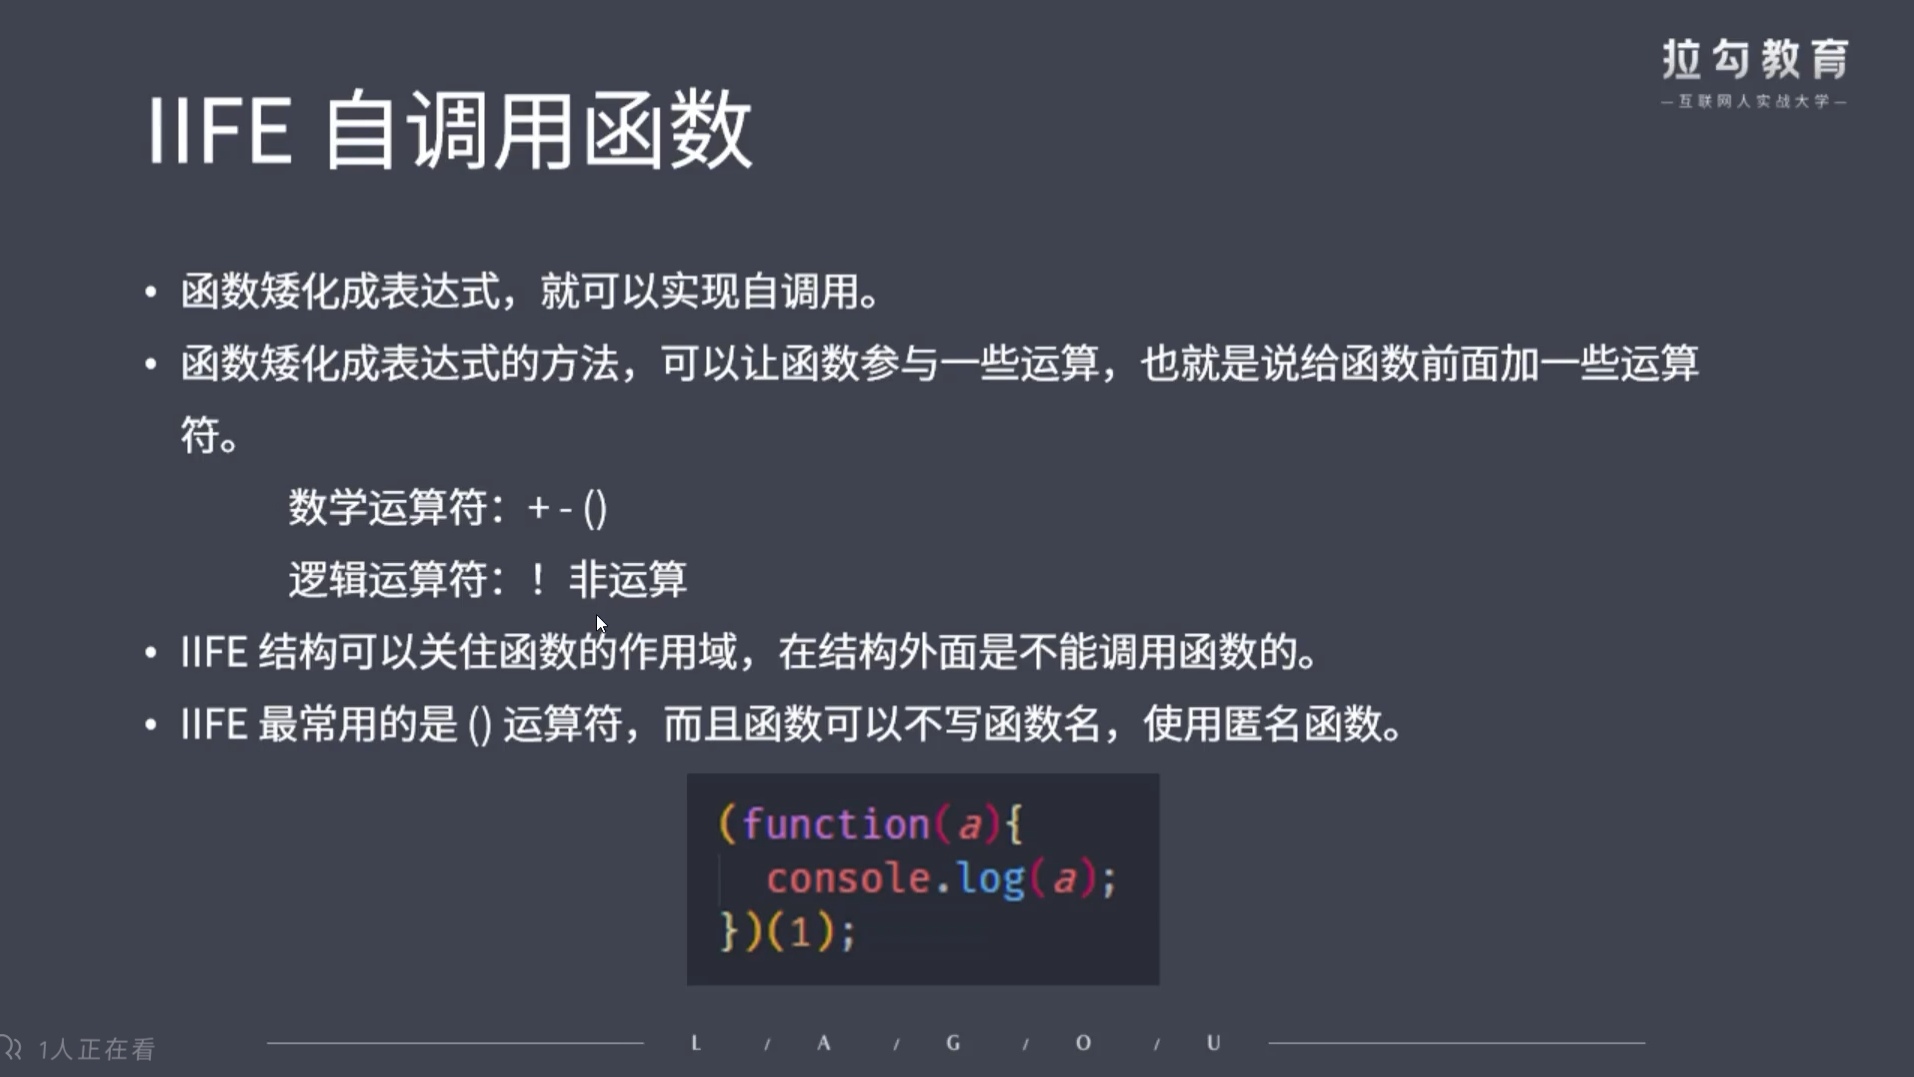 拉勾教育
—互联网人实战大学—
IIFE 自调用函数
• 函数矮化成表达式，就可以实现自调用。
• 函数矮化成表达式的方法，可以让函数参与一些运算，也就是说给函数前面加一些运算
符。
数学运算符：+ - ()
逻辑运算符：！非运算
• IIFE 结构可以关住函数的作用域，在结构外面是不能调用函数的。
• IIFE 最常用的是 () 运算符，而且函数可以不写函数名，使用匿名函数。
(function(a){
console.log(a);
})(1);
1人正在看
L / A / G / O / U